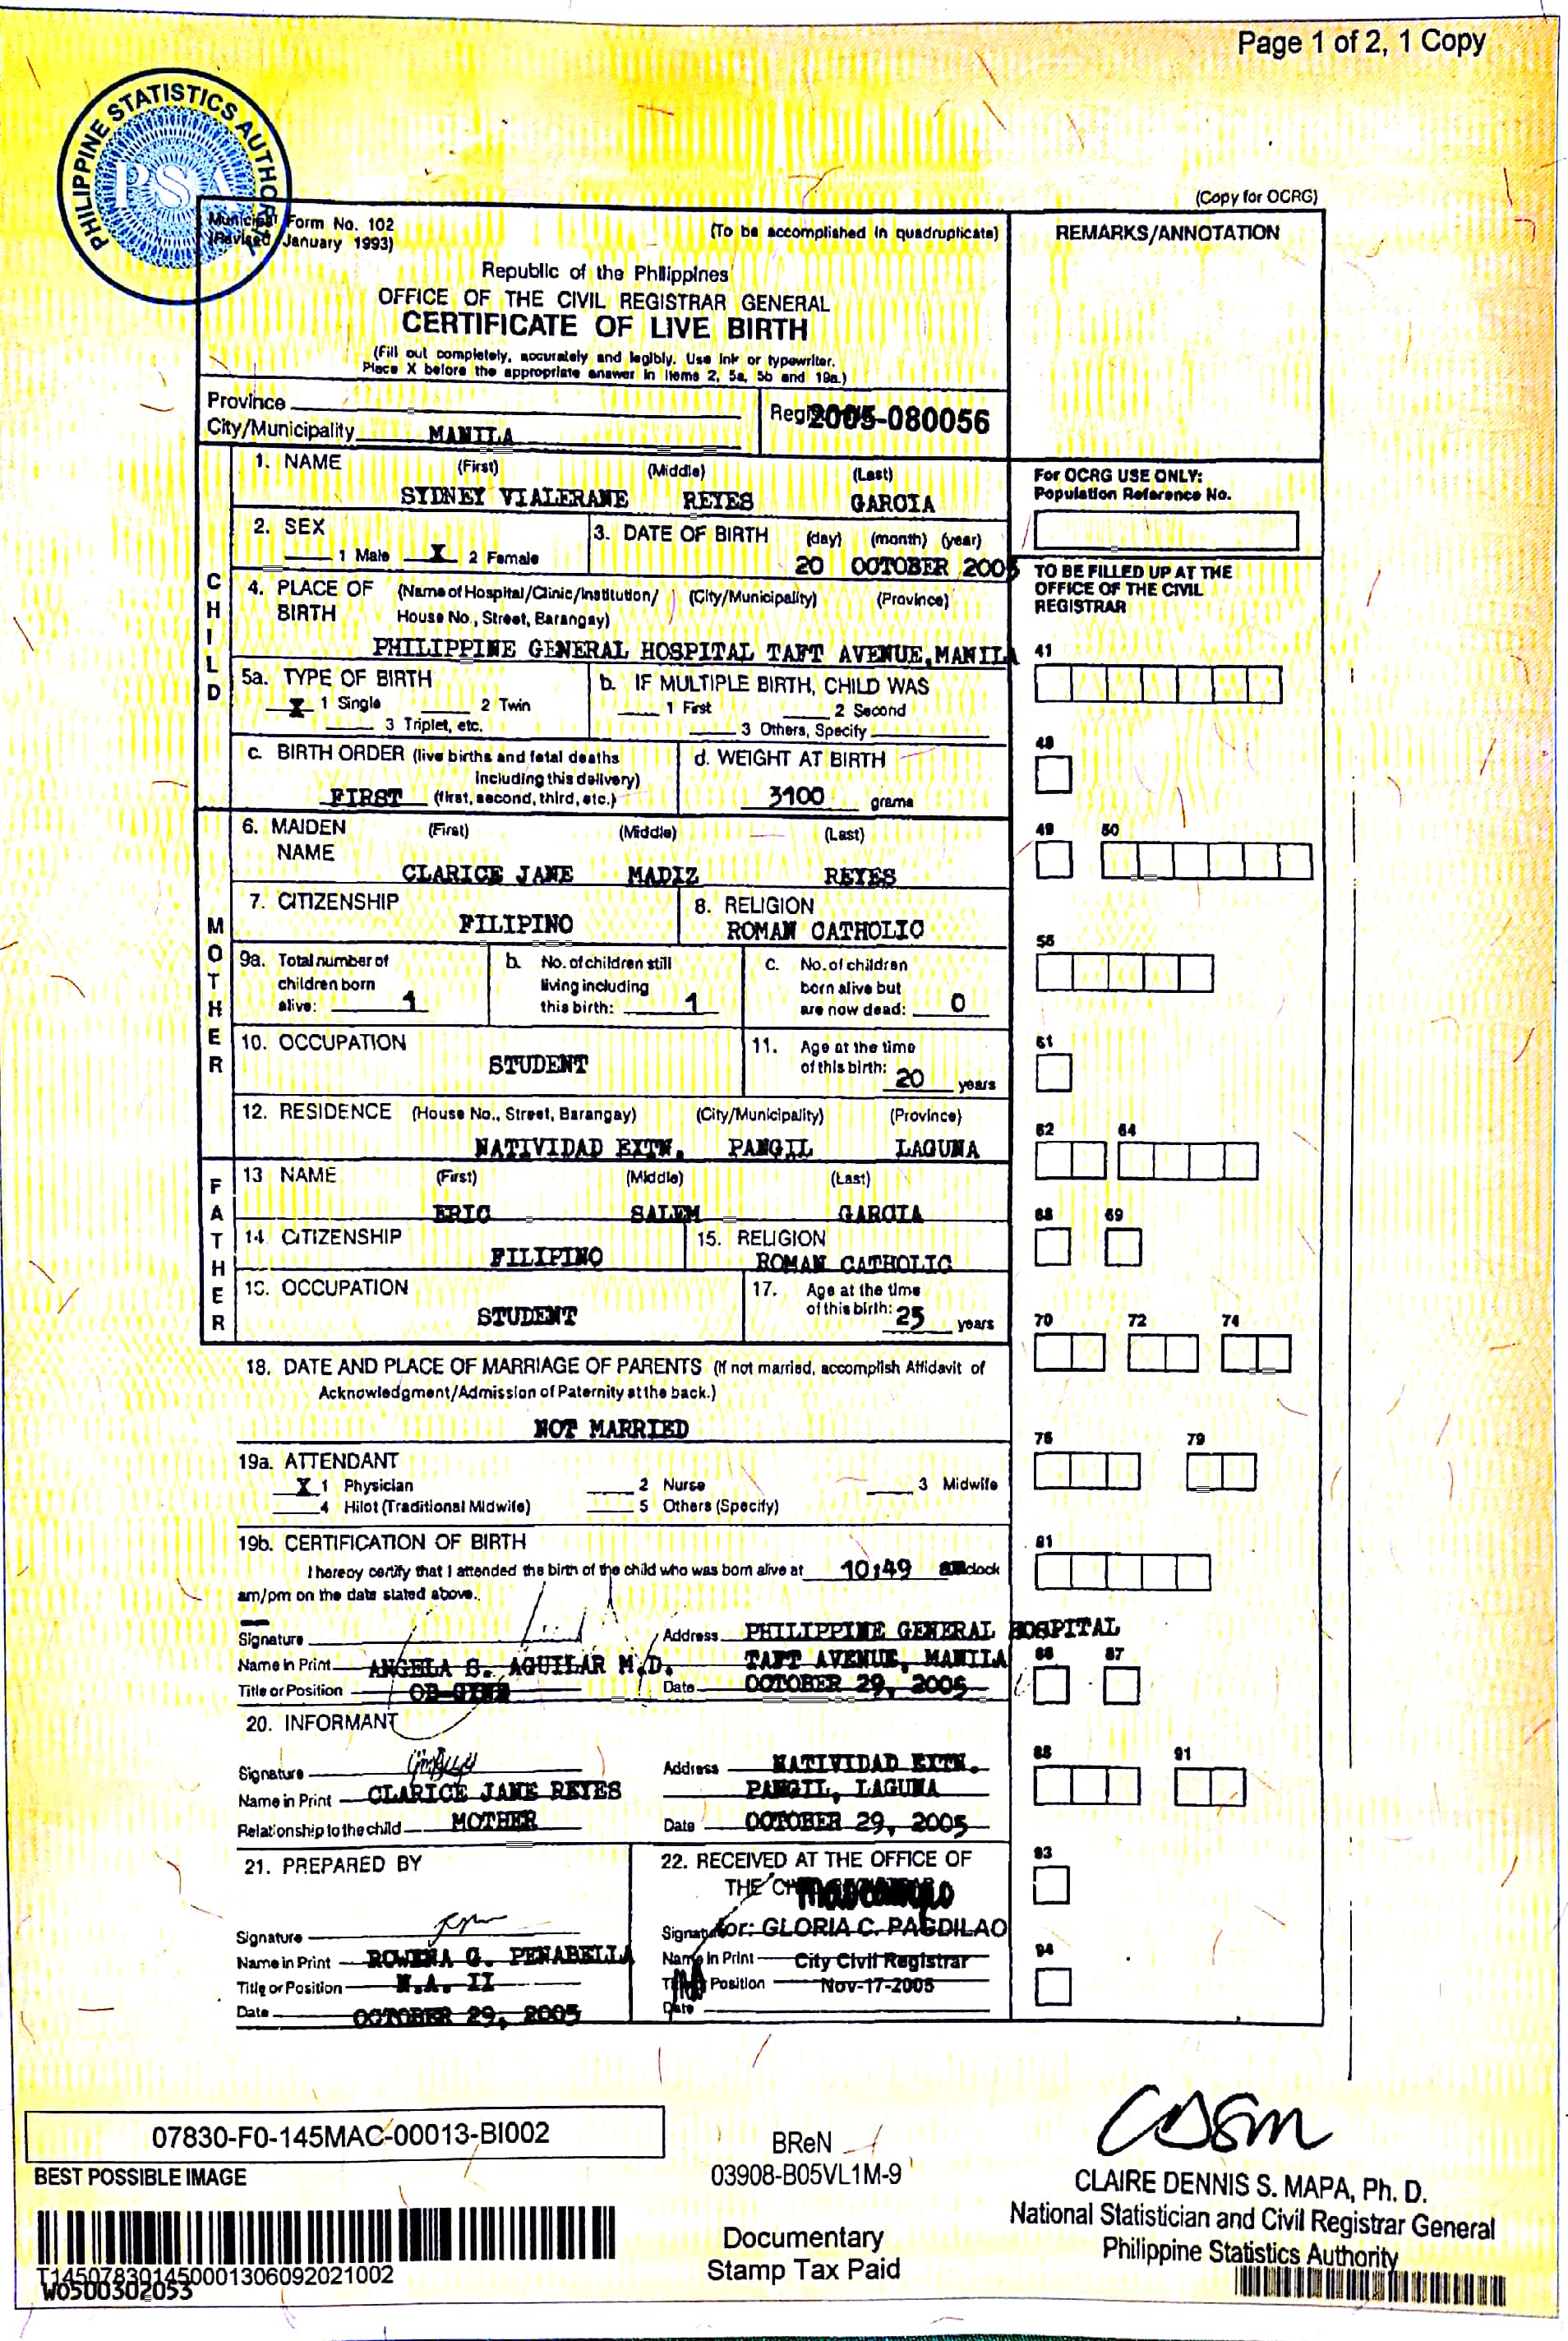 Page 1 of 2, 1 Copy
PHILIPPINE STATISTICS AUTHORITY
PSA
(Copy for OCRG)
Municipal Form No. 102
(Revised January 1993)
(To be accomplished in quadruplicate)
REMARKS/ANNOTATION
Republic of the Philippines
OFFICE OF THE CIVIL REGISTRAR GENERAL
CERTIFICATE OF LIVE BIRTH
(Fill out completely, accurately and legibly. Use ink or typewriter.
Place X before the appropriate answer in items 2, 5a, 5b and 19a.)
Province
City/Municipality MANILA
2005-080056
CHILD
1. NAME (First) (Middle) (Last)
SYDNEY VIALERANE REYES GARCIA
For OCRG USE ONLY:
Population Reference No.
2. SEX
1 Male X 2 Female
3. DATE OF BIRTH (day) (month) (year)
20 OCTOBER 2005
TO BE FILLED UP AT THE
OFFICE OF THE CIVIL
REGISTRAR
4. PLACE OF BIRTH (Name of Hospital/Clinic/Institution/ (City/Municipality) (Province)
House No., Street, Barangay)
PHILIPPINE GENERAL HOSPITAL TAFT AVENUE, MANILA
41
5a. TYPE OF BIRTH
X 1 Single 2 Twin
3 Triplet, etc.
b. IF MULTIPLE BIRTH, CHILD WAS
1 First 2 Second
3 Others, Specify
48
c. BIRTH ORDER (live births and fetal deaths
including this delivery)
FIRST (first, second, third, etc.)
d. WEIGHT AT BIRTH
3100 grams
MOTHER
6. MAIDEN NAME (First) (Middle) (Last)
CLARICE JANE MADIZ REYES
49 50
7. CITIZENSHIP
FILIPINO
8. RELIGION
ROMAN CATHOLIC
9a. Total number of
children born
alive: 1
b. No. of children still
living including
this birth: 1
c. No. of children
born alive but
are now dead: 0
56
10. OCCUPATION
STUDENT
11. Age at the time
of this birth: 20 years
61
12. RESIDENCE (House No., Street, Barangay) (City/Municipality) (Province)
NATIVIDAD EXTN. PANGIL LAGUNA
62 64
FATHER
13 NAME (First) (Middle) (Last)
ERIC SALEM GARCIA
68 69
14. CITIZENSHIP
FILIPINO
15. RELIGION
ROMAN CATHOLIC
16. OCCUPATION
STUDENT
17. Age at the time
of this birth: 25 years
70 72 74
18. DATE AND PLACE OF MARRIAGE OF PARENTS (If not married, accomplish Affidavit of
Acknowledgment/Admission of Paternity at the back.)
NOT MARRIED
76 79
19a. ATTENDANT
X 1 Physician 2 Nurse 3 Midwife
4 Hilot (Traditional Midwife) 5 Others (Specify)
19b. CERTIFICATION OF BIRTH
I hereby certify that I attended the birth of the child who was born alive at 10:49 o'clock
am/pm on the date stated above.
81
Signature
Address PHILIPPINE GENERAL HOSPITAL
Name in Print ANGELA S. AGUILAR M.D.
TAFT AVENUE, MANILA
86 87
Title or Position
Date OCTOBER 29, 2005
20. INFORMANT
Signature
Address NATIVIDAD EXTN.
88 91
Name in Print CLARICE JANE REYES
PANGIL, LAGUNA
Relationship to the child MOTHER
Date OCTOBER 29, 2005
21. PREPARED BY
22. RECEIVED AT THE OFFICE OF
THE
93
Signature
Signature for: GLORIA C. PAGDILAO
Name in Print ROWENA G. PENABELLA
Name in Print City Civil Registrar
94
Title or Position N.A. II
Position Nov-17-2005
Date OCTOBER 29, 2005
Date
07830-F0-145MAC-00013-BI002
BEST POSSIBLE IMAGE
T145078301450001306092021002
W0500302053
BReN
03908-B05VL1M-9
Documentary
Stamp Tax Paid
CLAIRE DENNIS S. MAPA, Ph. D.
National Statistician and Civil Registrar General
Philippine Statistics Authority